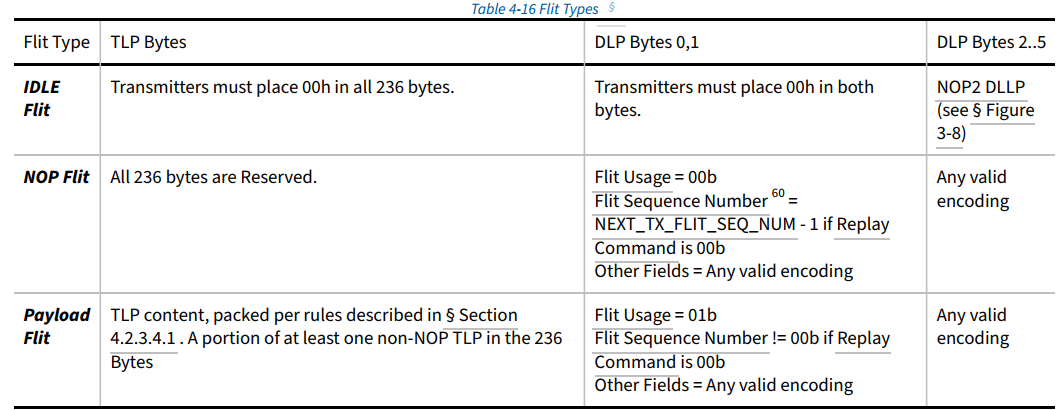 Table 4-16 Flit Types §
Flit Type TLP Bytes DLP Bytes 0,1 DLP Bytes 2..5
IDLE
Flit
Transmitters must place 00h in all 236 bytes.
Transmitters must place 00h in both
bytes.
NOP2 DLLP
(see § Figure
3-8)
NOP Flit
All 236 bytes are Reserved.
Flit Usage = 00b
Flit Sequence Number 60 =
NEXT_TX_FLIT_SEQ_NUM - 1 if Replay
Command is 00b
Other Fields = Any valid encoding
Any valid
encoding
Payload
Flit
TLP content, packed per rules described in § Section
4.2.3.4.1 . A portion of at least one non-NOP TLP in the 236
Bytes
Flit Usage = 01b
Flit Sequence Number != 00b if Replay
Command is 00b
Other Fields = Any valid encoding
Any valid
encoding